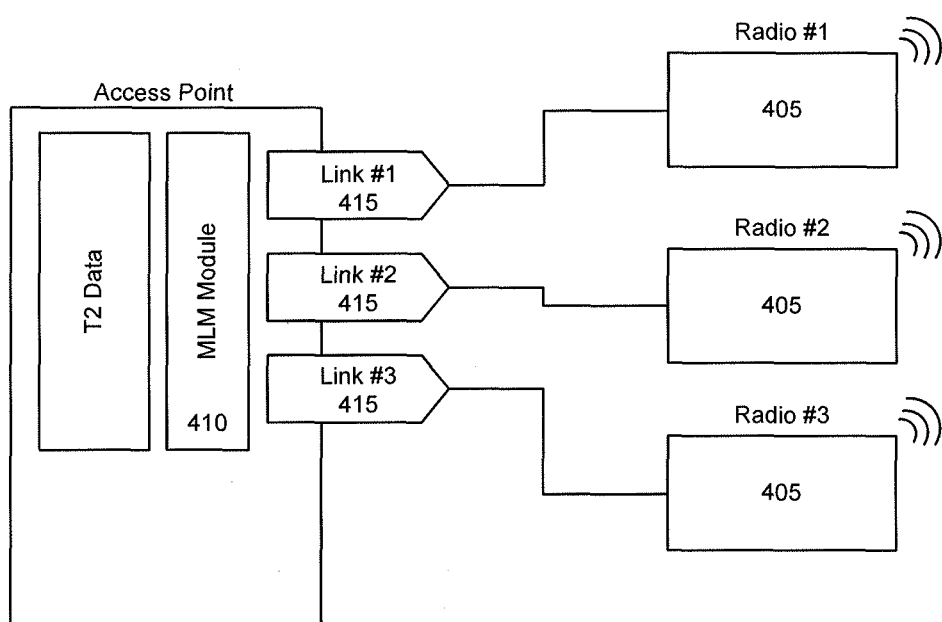 Radio #1
405
Access Point
Link #1
415
T2 Data
MLM Module
410
Radio #2
405
Link #2
415
Link #3
415
Radio #3
405